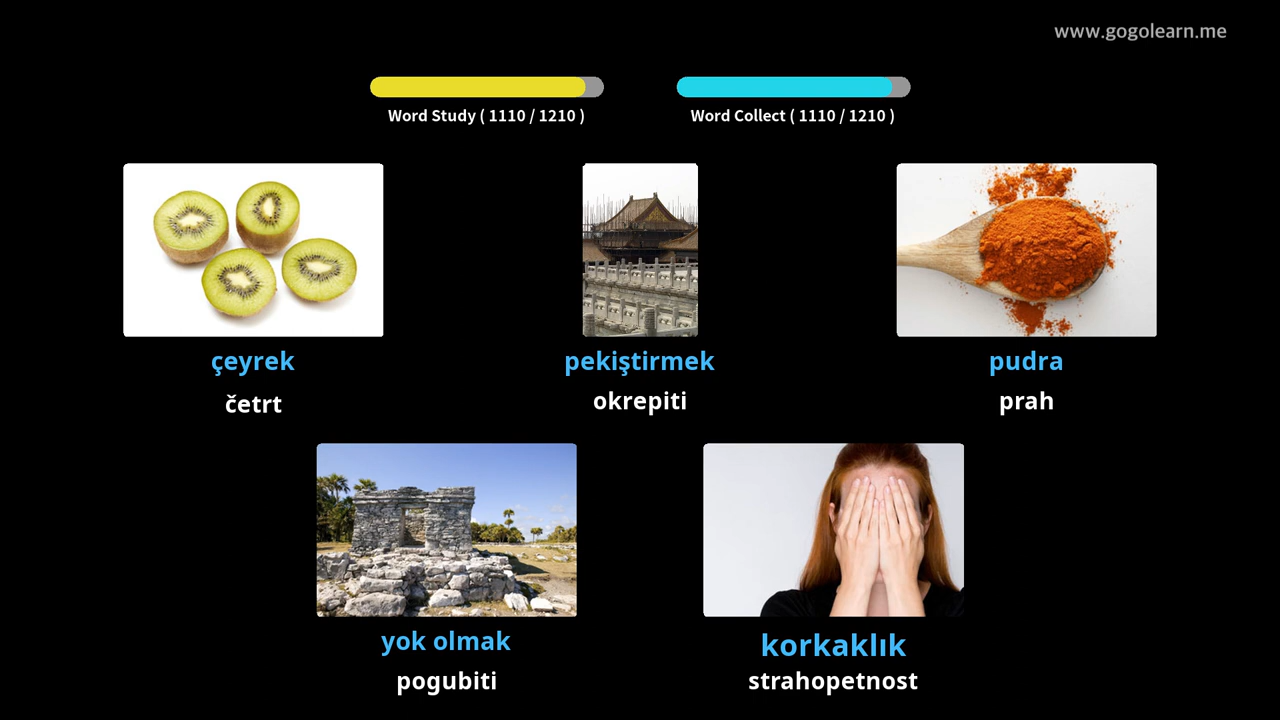 www.gogolearn.me
Word Study ( 1110 / 1210 )
Word Collect ( 1110 / 1210 )
çeyrek
četrt
pekiştirmek
okrepiti
pudra
prah
yok olmak
pogubiti
korkaklık
strahopetnost